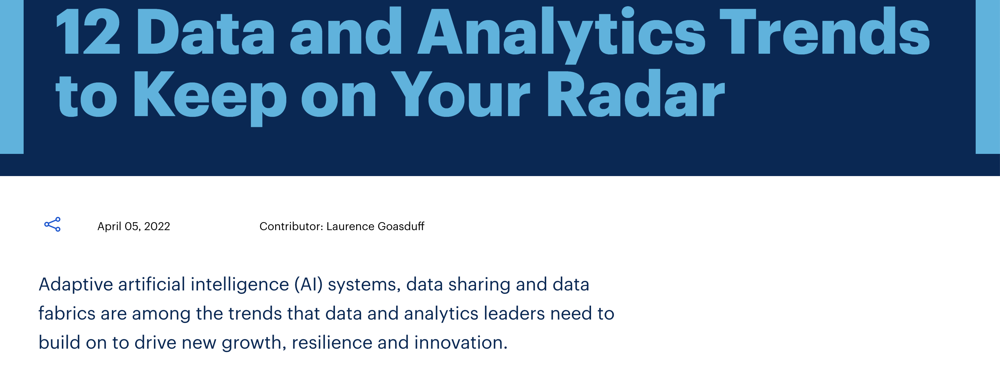 12 Data and Analytics Trends
to Keep on Your Radar
April 05, 2022
Contributor: Laurence Goasduff
Adaptive artificial intelligence (AI) systems, data sharing and data
fabrics are among the trends that data and analytics leaders need to
build on to drive new growth, resilience and innovation.